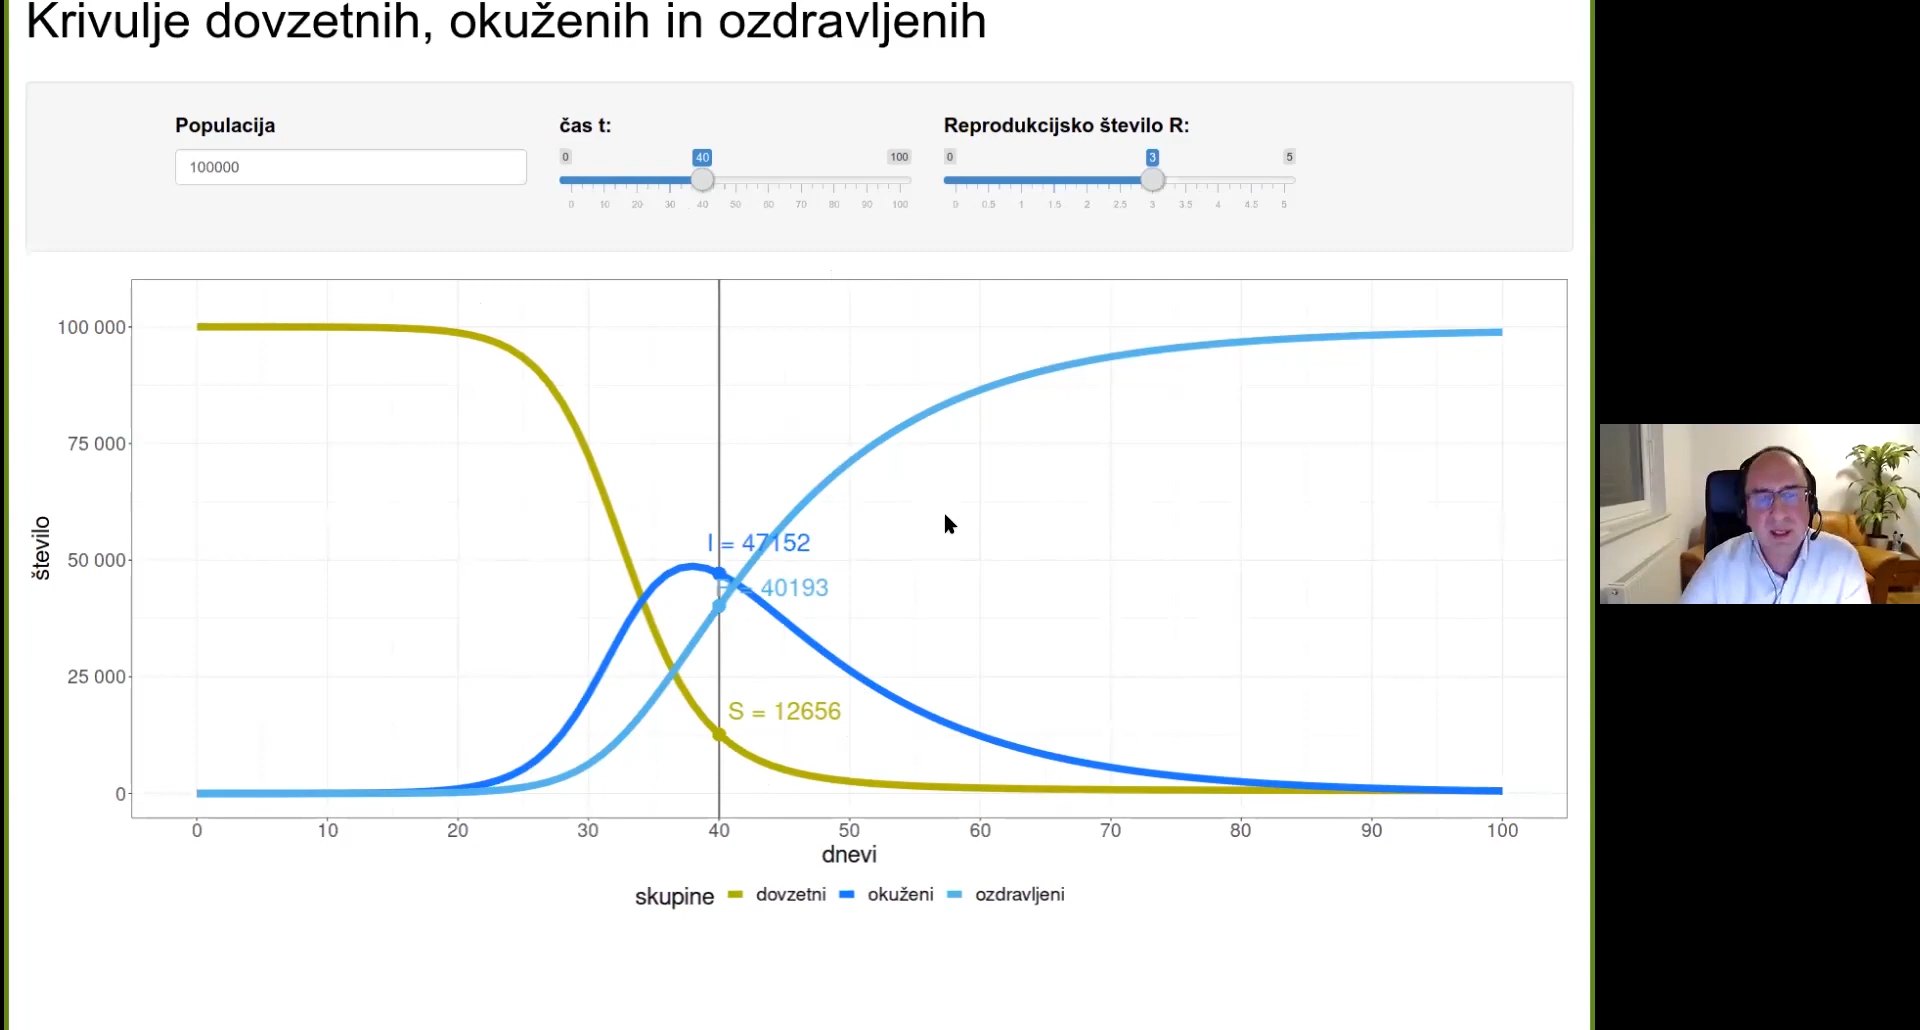 Krivulje dovzetnih, okuženih in ozdravljenih
Populacija
100000
čas t:
0 40 100
0 10 20 30 40 50 60 70 80 90 100
Reprodukcijsko število R:
0 3 5
0 0.5 1 1.5 2 2.5 3 3.5 4 4.5 5
število
100 000
75 000
50 000
25 000
0
I = 47152
= 40193
S = 12656
0 10 20 30 40 50 60 70 80 90 100
dnevi
skupine dovzetni okuženi ozdravljeni